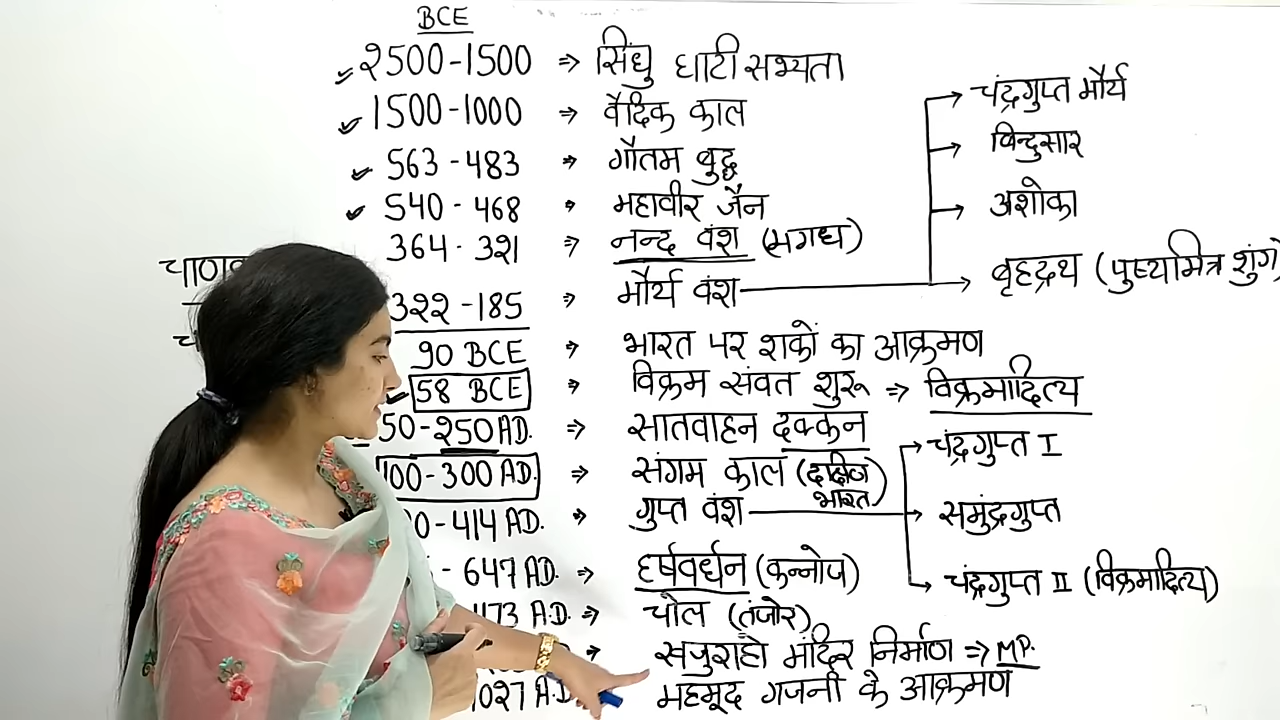 BCE
2500-1500 ⇒ सिंधु घाटी सभ्यता
1500-1000 ⇒ वैदिक काल
563-483 → गौतम बुद्ध
540-468 → महावीर जैन
364-321 ⇒ नन्द वंश (मगध)
322-185 ⇒ मौर्य वंश
→ चंद्रगुप्त मौर्य
→ बिन्दुसार
→ अशोका
→ बृहद्रथ (पुष्यमित्र शुंग)
90 BCE → भारत पर शकों का आक्रमण
58 BCE ⇒ विक्रम संवत शुरू ⇒ विक्रमादित्य
50-250 AD. ⇒ सातवाहन दक्कन
100-300 AD. ⇒ संगम काल (दक्षिण भारत)
-414 AD. → गुप्त वंश
→ चंद्रगुप्त I
→ समुंद्रगुप्त
→ चंद्रगुप्त II (विक्रमादित्य)
- 647 AD. ⇒ हर्षवर्धन (कन्नोज)
A.D. ⇒ चोल (तंजोर)
खजुराहो मंदिर निर्माण ⇒ MP.
1027 A.D. महमूद गजनी के आक्रमण